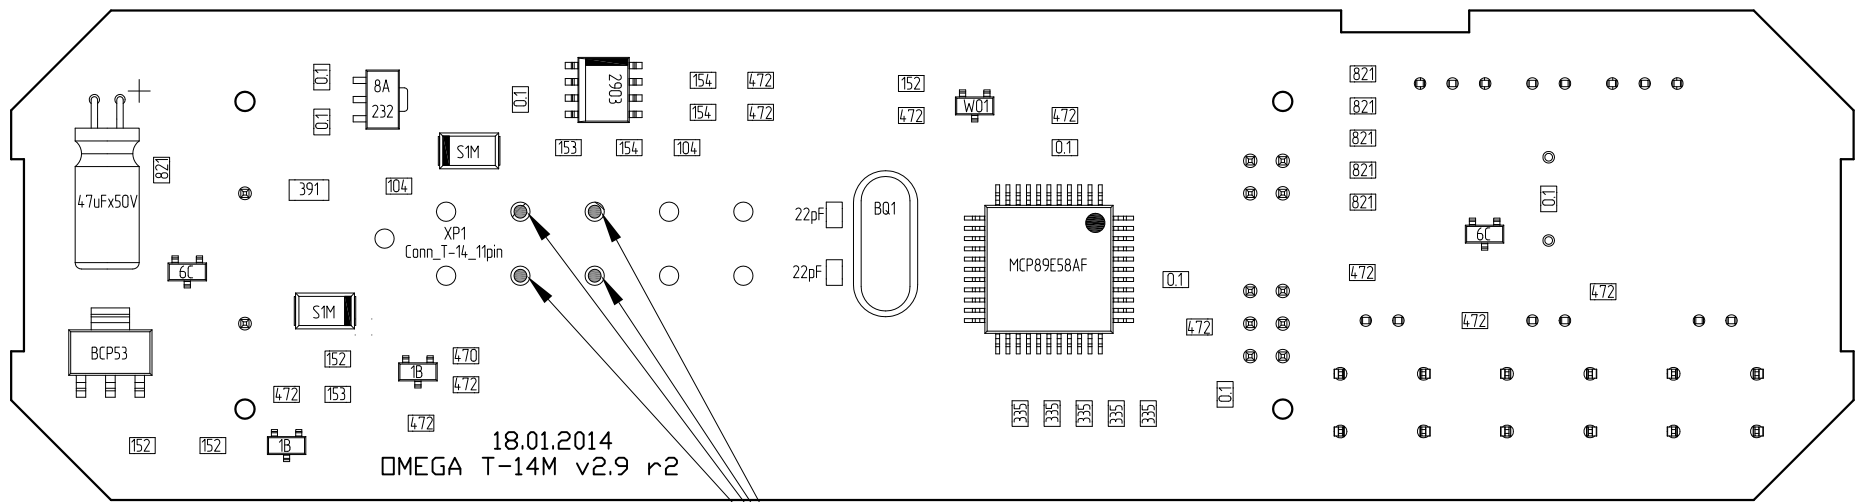 47uFx50V
821
0.1
0.1
8A
232
S1M
391
104
0.1
2903
153
154
104
154
472
154
472
XP1
Conn_T-14_11pin
22pF
22pF
BQ1
152
472
W01
472
0.1
MCP89E58AF
0.1
472
0.1
335
335
335
335
335
821
821
821
821
821
0.1
6C
472
472
472
6C
BCP53
S1M
152
153
472
1B
470
472
472
152
152
1B
18.01.2014
OMEGA T-14M v2.9 r2